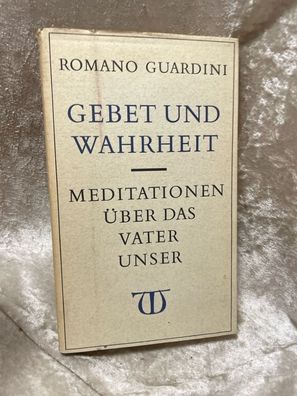 ROMANO GUARDINI
GEBET UND
WAHRHEIT
MEDITATIONEN
ÜBER DAS
VATER
UNSER